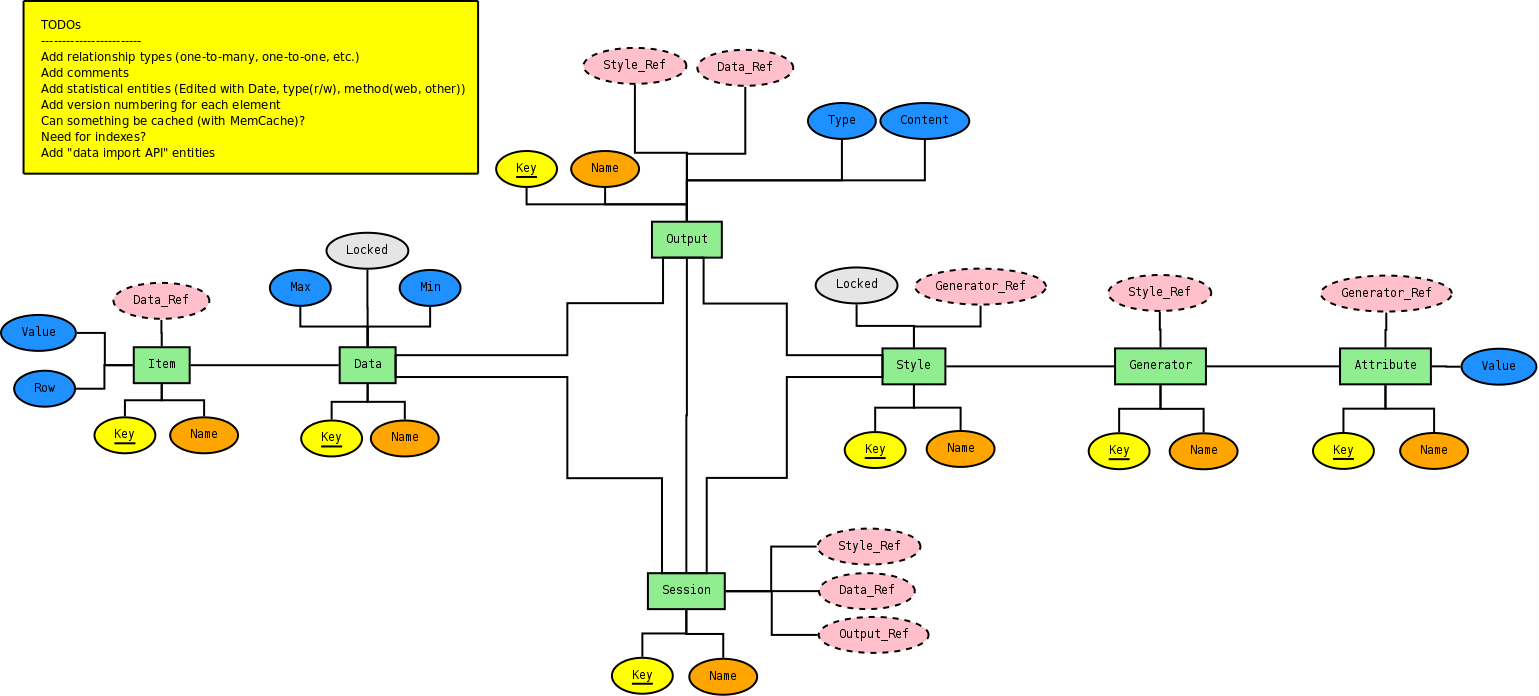 TODOs
------------------------
Add relationship types (one-to-many, one-to-one, etc.)
Add comments
Add statistical entities (Edited with Date, type(r/w), method(web, other))
Add version numbering for each element
Can something be cached (with MemCache)?
Need for indexes?
Add "data import API" entities
Style_Ref
Data_Ref
Type
Content
Key
Name
Output
Locked
Max
Min
Data_Ref
Value
Row
Item
Data
Key
Name
Key
Name
Locked
Generator_Ref
Style
Key
Name
Style_Ref
Generator
Key
Name
Generator_Ref
Attribute
Value
Key
Name
Session
Style_Ref
Data_Ref
Output_Ref
Key
Name